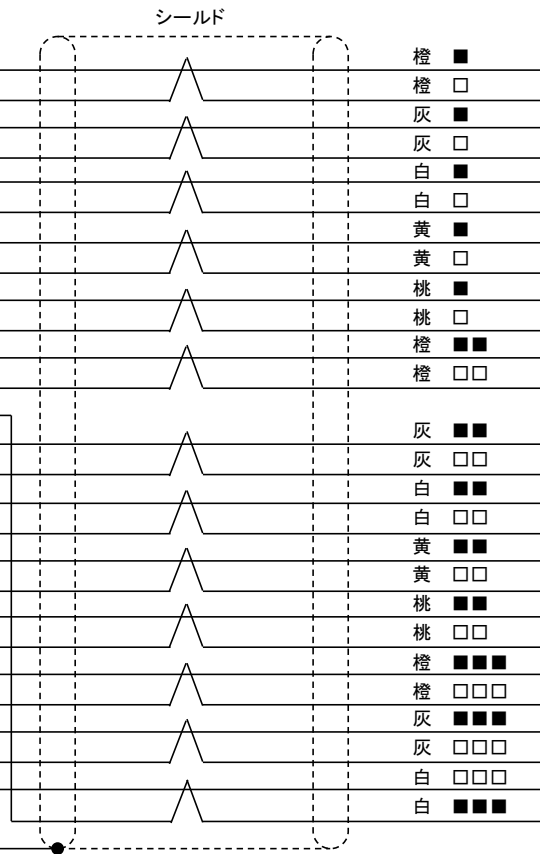 シールド
橙 ■
橙 □
灰 ■
灰 □
白 ■
白 □
黄 ■
黄 □
桃 ■
桃 □
橙 ■■
橙 □□
灰 ■■
灰 □□
白 ■■
白 □□
黄 ■■
黄 □□
桃 ■■
桃 □□
橙 ■■■
橙 □□□
灰 ■■■
灰 □□□
白 □□□
白 ■■■